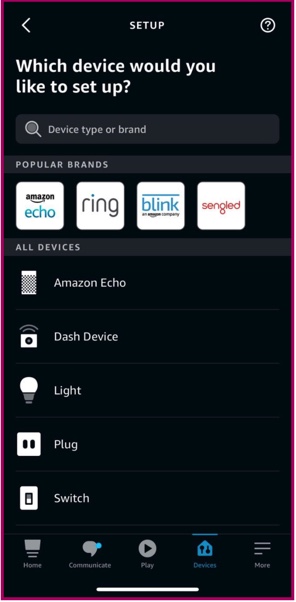 SETUP
Which device would you
like to set up?
Device type or brand
POPULAR BRANDS
amazon
echo
ring
blink
an amazon company
sengled
ALL DEVICES
Amazon Echo
Dash Device
Light
Plug
Switch
Home
Communicate
Play
Devices
More